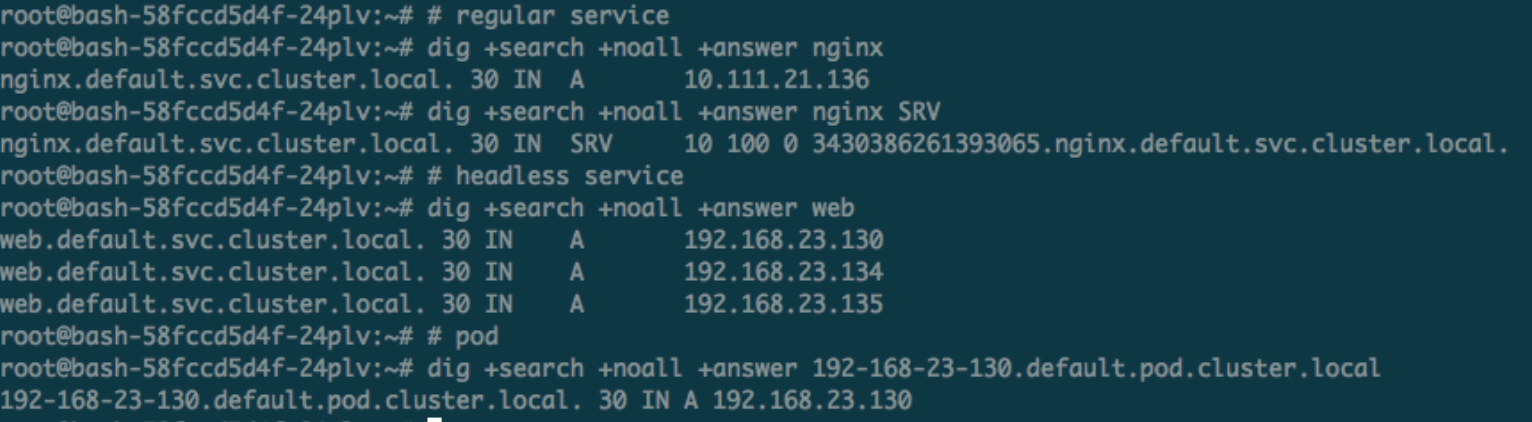 root@bash-58fccd5d4f-24plv:~# # regular service
root@bash-58fccd5d4f-24plv:~# dig +search +noall +answer nginx
nginx.default.svc.cluster.local. 30 IN A 10.111.21.136
root@bash-58fccd5d4f-24plv:~# dig +search +noall +answer nginx SRV
nginx.default.svc.cluster.local. 30 IN SRV 10 100 0 3430386261393065.nginx.default.svc.cluster.local.
root@bash-58fccd5d4f-24plv:~# # headless service
root@bash-58fccd5d4f-24plv:~# dig +search +noall +answer web
web.default.svc.cluster.local. 30 IN A 192.168.23.130
web.default.svc.cluster.local. 30 IN A 192.168.23.134
web.default.svc.cluster.local. 30 IN A 192.168.23.135
root@bash-58fccd5d4f-24plv:~# # pod
root@bash-58fccd5d4f-24plv:~# dig +search +noall +answer 192-168-23-130.default.pod.cluster.local
192-168-23-130.default.pod.cluster.local. 30 IN A 192.168.23.130